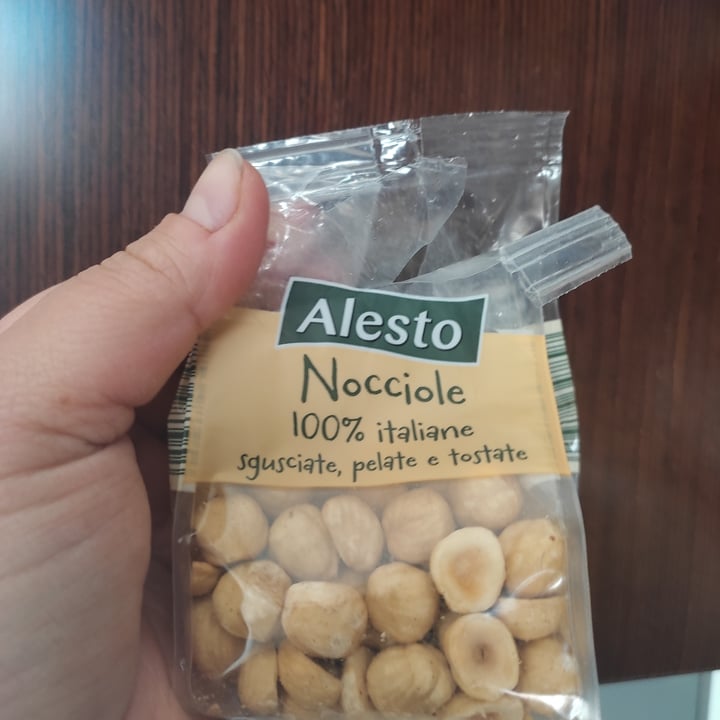 Alesto
Nocciole
100% italiane
sgusciate, pelate e tostate